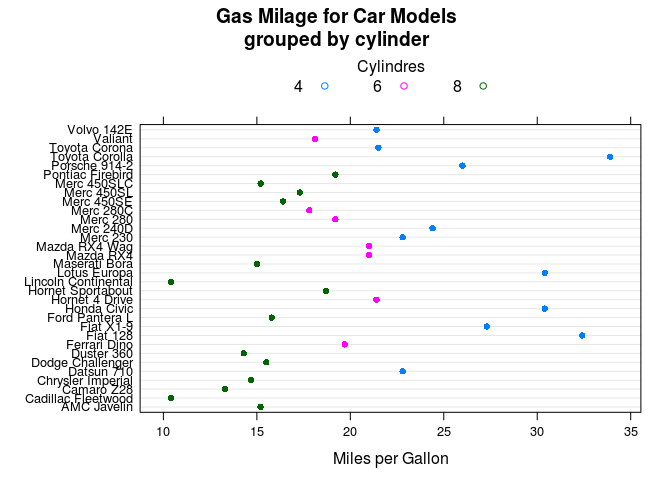 Gas Milage for Car Models
grouped by cylinder
Cylindres
4 6 8
Volvo 142E
Valiant
Toyota Corona
Toyota Corolla
Porsche 914-2
Pontiac Firebird
Merc 450SLC
Merc 450SL
Merc 450SE
Merc 280C
Merc 280
Merc 240D
Merc 230
Mazda RX4 Wag
Mazda RX4
Maserati Bora
Lotus Europa
Lincoln Continental
Hornet Sportabout
Hornet 4 Drive
Honda Civic
Ford Pantera L
Fiat X1-9
Fiat 128
Ferrari Dino
Duster 360
Dodge Challenger
Datsun 710
Chrysler Imperial
Camaro Z28
Cadillac Fleetwood
AMC Javelin
10 15 20 25 30 35
Miles per Gallon